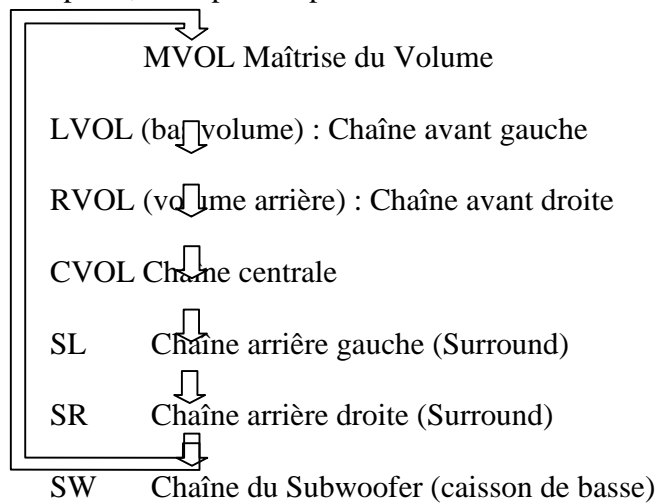 MVOL Maîtrise du Volume
LVOL (bas volume) : Chaîne avant gauche
RVOL (volume arrière) : Chaîne avant droite
CVOL Chaîne centrale
SL Chaîne arriêre gauche (Surround)
SR Chaîne arrière droite (Surround)
SW Chaîne du Subwoofer (caisson de basse)